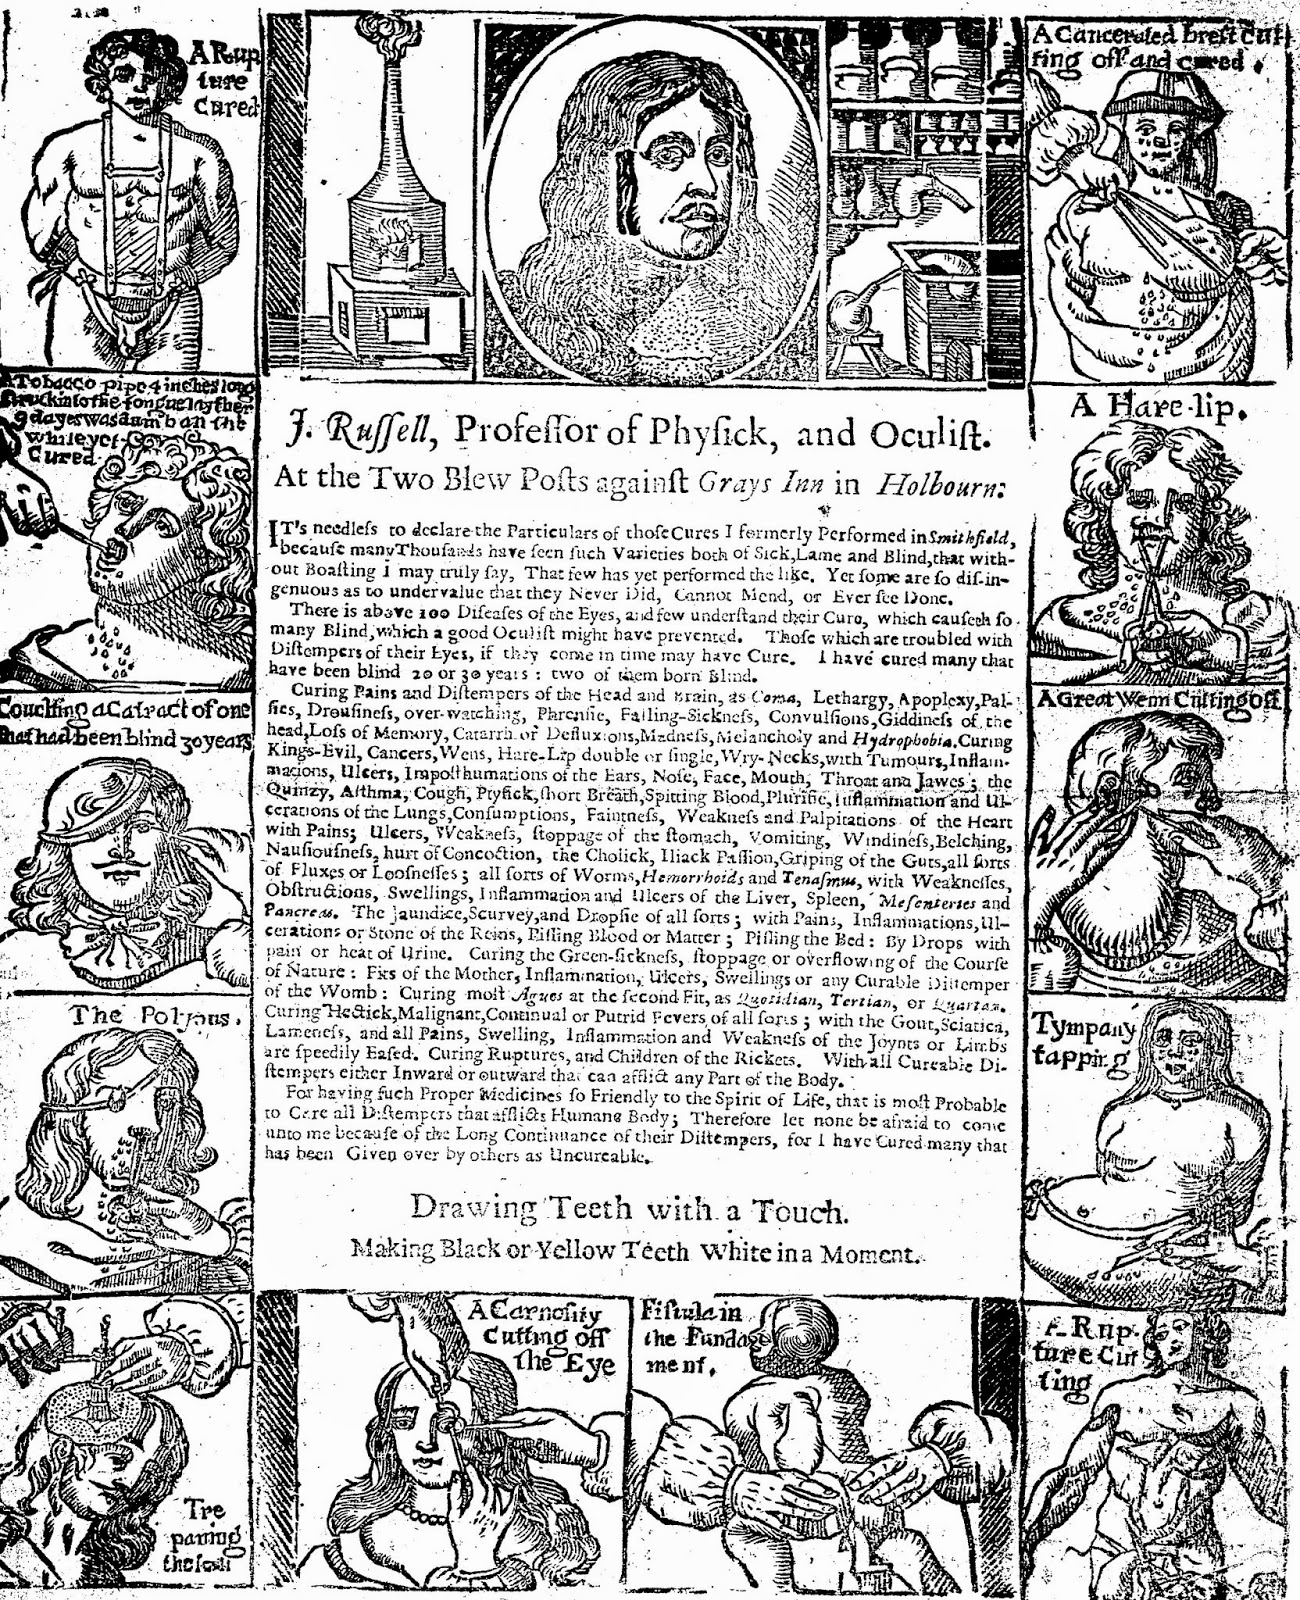 A Rup
ture
Cured
A Cancerated brest Cut
ting off and cured.
A Tobacco pipe 4 inches long
struck into the tongue lay ther
9 dayes was dumb all the
while yet
Cured.
A Hare-lip.
Couching a Catract of one
that had been blind 30 years
A Great Wenn Cutting off
The Polypus.
Tympany
tapping
Tre
paning
the scull
A Carnosity
Cutting off
the Eye
Fistula in
the Funda
ment.
A Rup-
ture Cut
ting
J. Ruſſell, Profeſſor of Phyſick, and Oculiſt.
At the Two Blew Poſts againſt Grays Inn in Holbourn:
IT's needleſs to declare the Particulars of thoſe Cures I formerly Performed in Smithfield,
becauſe many Thouſands have ſeen ſuch Varieties both of Sick, Lame and Blind, that with-
out Boaſting I may truly ſay, That few has yet performed the like. Yet ſome are ſo diſin-
genuous as to undervalue that they Never Did, Cannot Mend, or Ever ſee Done.
There is above 100 Diſeaſes of the Eyes, and few underſtand their Cure, which cauſeth ſo
many Blind, which a good Oculiſt might have prevented. Thoſe which are troubled with
Diſtempers of their Eyes, if they come in time may have Cure. I have cured many that
have been blind 20 or 30 years: two of them born Blind.
Curing Pains and Diſtempers of the Head and Brain, as Coma, Lethargy, Apoplexy, Pal-
ſies, Drouſineſs, over-watching, Phrenſie, Falling-Sickneſs, Convulſions, Giddineſs of the
head, Loſs of Memory, Catarrh or Defluxions, Madneſs, Melancholy and Hydrophobia. Curing
Kings-Evil, Cancers, Wens, Hare-Lip double or ſingle, Wry-Necks, with Tumours, Inflam-
mations, Ulcers, Impoſthumations of the Ears, Noſe, Face, Mouth, Throat and Jawes; the
Quinzy, Aſthma, Cough, Ptyſick, ſhort Breath, Spitting Blood, Pluriſie, Inflammation and Ul-
cerations of the Lungs, Conſumptions, Faintneſs, Weakneſs and Palpitations of the Heart
with Pains; Ulcers, Weakneſs, ſtoppage of the ſtomach, Vomiting, Windineſs, Belching,
Nauſiouſneſs, hurt of Concoction, the Cholick, Iliack Paſſion, Griping of the Guts, all ſorts
of Fluxes or Looſneſſes; all ſorts of Worms, Hemorrhoids and Tenaſmus, with Weakneſſes,
Obſtructions, Swellings, Inflammation and Ulcers of the Liver, Spleen, Meſenteries and
Pancreas. The Jaundice, Scurvey, and Dropſie of all ſorts; with Pains, Inflammations, Ul-
cerations or Stone of the Reins, Piſſing Blood or Matter; Piſſing the Bed: By Drops with
pain or heat of Urine. Curing the Green-ſickneſs, ſtoppage or overflowing of the Courſe
of Nature: Fits of the Mother, Inflamination, Ulcers, Swellings or any Curable Diſtemper
of the Womb: Curing moſt Agues at the ſecond Fit, as Quotidian, Tertian, or Quartan.
Curing Hectick, Malignant, Continual or Putrid Fevers of all ſorts; with the Gout, Sciatica,
Lameneſs, and all Pains, Swelling, Inflammation and Weakneſs of the Joynts or Limbs
are ſpeedily Eaſed. Curing Ruptures, and Children of the Rickets. With all Cureable Di-
ſtempers either Inward or outward that can afflict any Part of the Body.
For having ſuch Proper Medicines ſo Friendly to the Spirit of Life, that is moſt Probable
to Cure all Diſtempers that afflicts Humane Body; Therefore let none be afraid to come
unto me becauſe of the Long Continuance of their Diſtempers, for I have Cured many that
has been Given over by others as Uncureable.
Drawing Teeth with a Touch.
Making Black or Yellow Teeth White in a Moment.